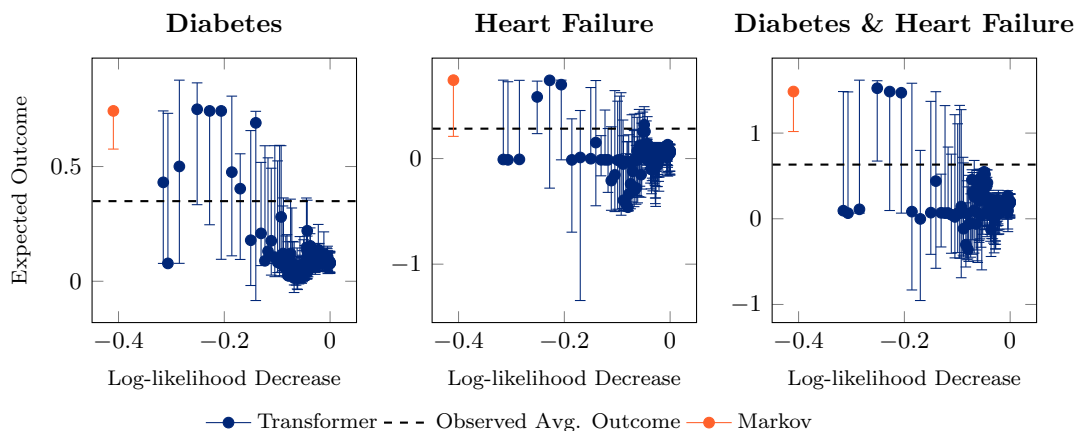 Diabetes
Heart Failure
Diabetes & Heart Failure
Expected Outcome
0.5
0
−0.4
−0.2
0
Log-likelihood Decrease
0
−1
−0.4
−0.2
0
Log-likelihood Decrease
1
0
−1
−0.4
−0.2
0
Log-likelihood Decrease
Transformer
Observed Avg. Outcome
Markov